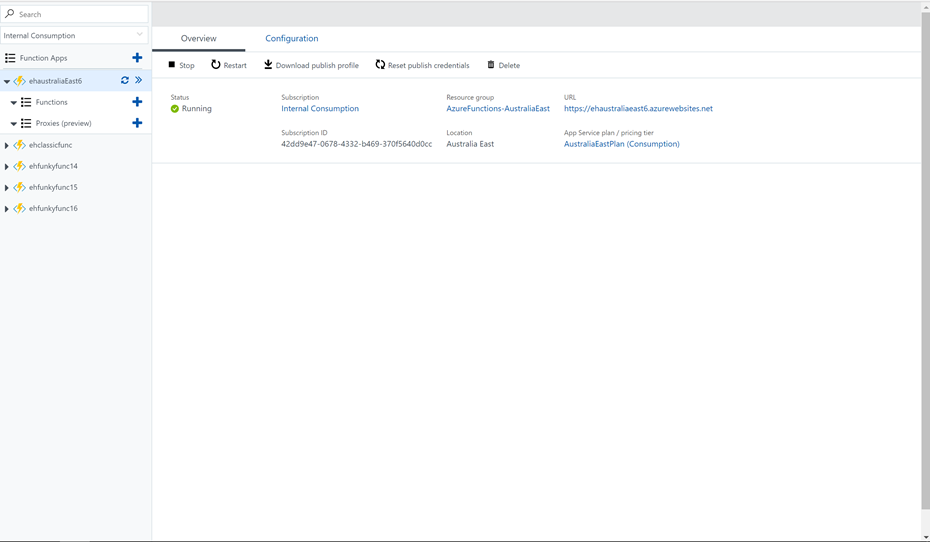 Search
Internal Consumption
Function Apps
ehaustraliaEast6
Functions
Proxies (preview)
ehclassicfunc
ehfunkyfunc14
ehfunkyfunc15
ehfunkyfunc16
Overview Configuration
Stop Restart Download publish profile Reset publish credentials Delete
Status Subscription Resource group URL
Running Internal Consumption AzureFunctions-AustraliaEast https://ehaustraliaeast6.azurewebsites.net
Subscription ID Location App Service plan / pricing tier
42dd9e47-0678-4332-b469-370f5640d0cc Australia East AustraliaEastPlan (Consumption)